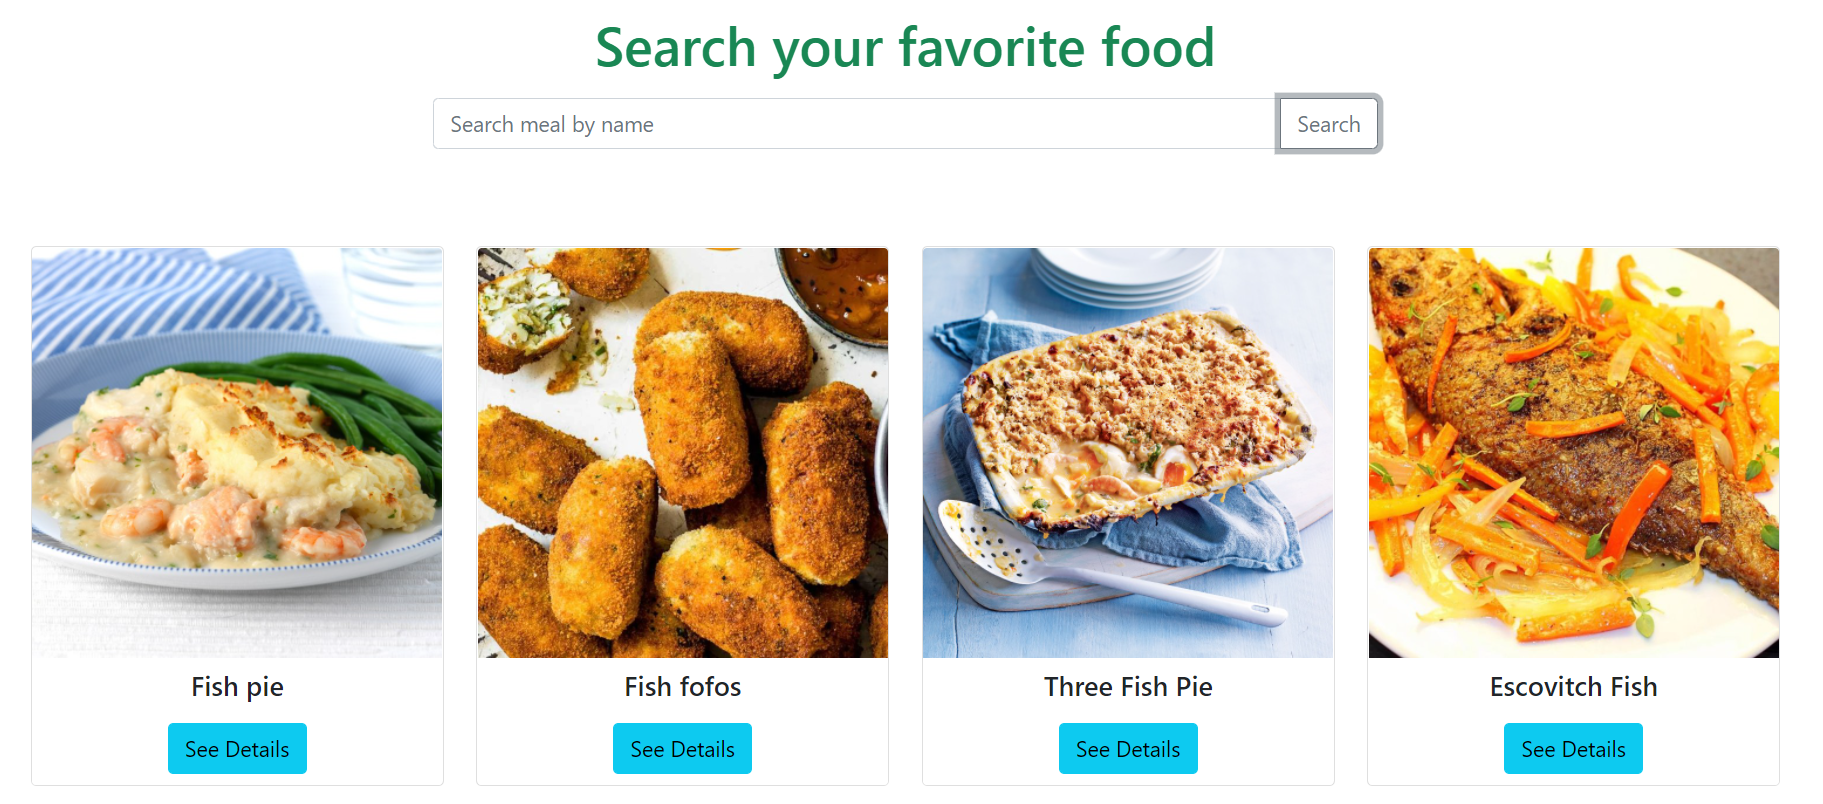 Search your favorite food
Search meal by name
Search
Fish pie
Fish fofos
Three Fish Pie
Escovitch Fish
See Details
See Details
See Details
See Details